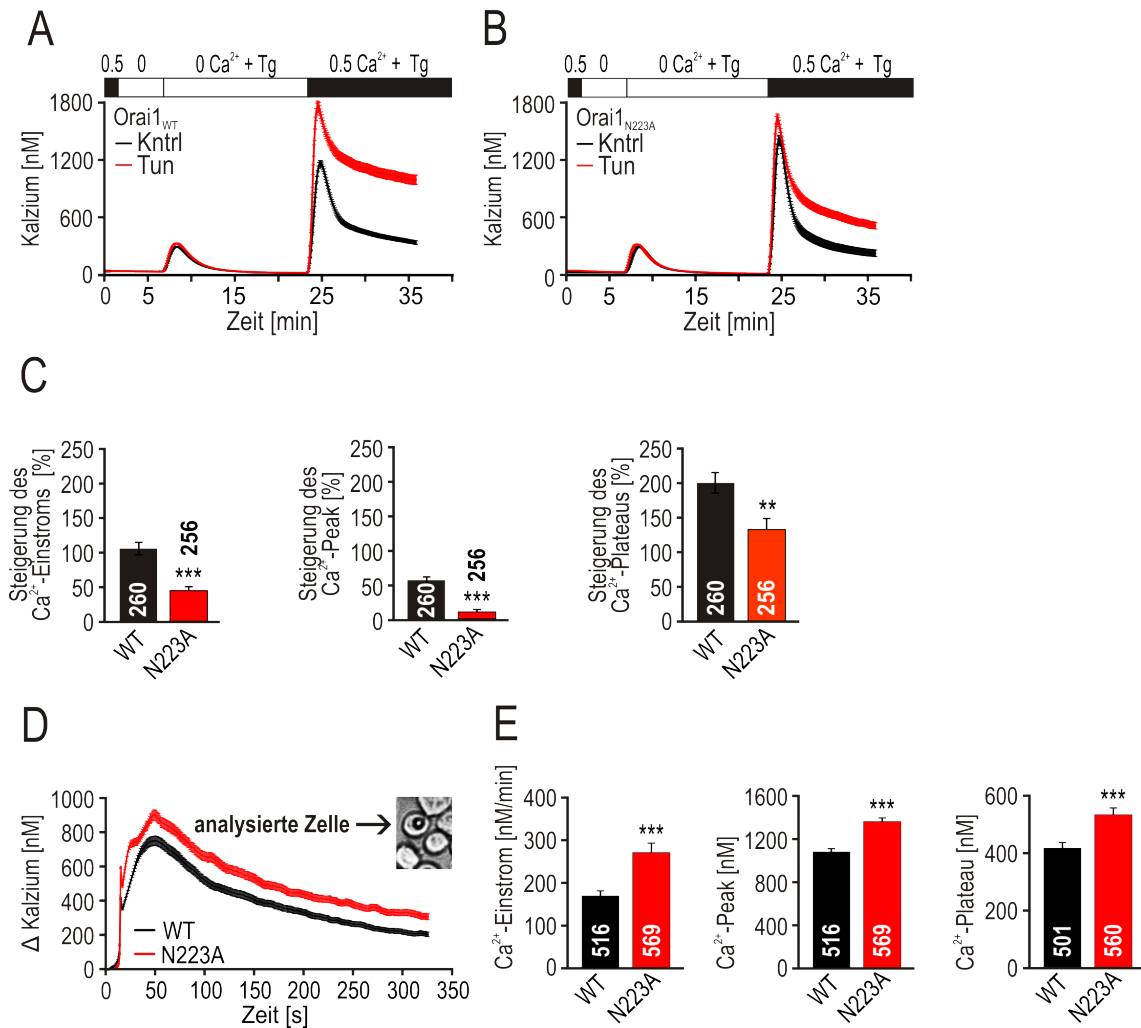 A
0.5 0 0 Ca²⁺ + Tg 0.5 Ca²⁺ + Tg
1800
1200
600
0
Kalzium [nM]
Orai1WT
Kntrl
Tun
0 5 15 25 35
Zeit [min]
B
0.5 0 0 Ca²⁺ + Tg 0.5 Ca²⁺ + Tg
1800
1200
600
0
Kalzium [nM]
Orai1N223A
Kntrl
Tun
0 5 15 25 35
Zeit [min]
C
Steigerung des
Ca²⁺-Einstroms [%]
250
200
150
100
50
0
260
256
***
WT
N223A
Steigerung des
Ca²⁺-Peak [%]
250
200
150
100
50
0
260
256
***
WT
N223A
Steigerung des
Ca²⁺-Plateaus [%]
250
200
150
100
50
0
260
256
**
WT
N223A
D
Δ Kalzium [nM]
1000
800
600
400
200
0
analysierte Zelle
WT
N223A
0 50 100 150 200 250 300 350
Zeit [s]
E
Ca²⁺-Einstrom [nM/min]
400
300
200
100
0
516
569
***
WT
N223A
Ca²⁺-Peak [nM]
1600
1200
800
400
0
516
569
***
WT
N223A
Ca²⁺-Plateau [nM]
600
400
200
0
501
560
***
WT
N223A